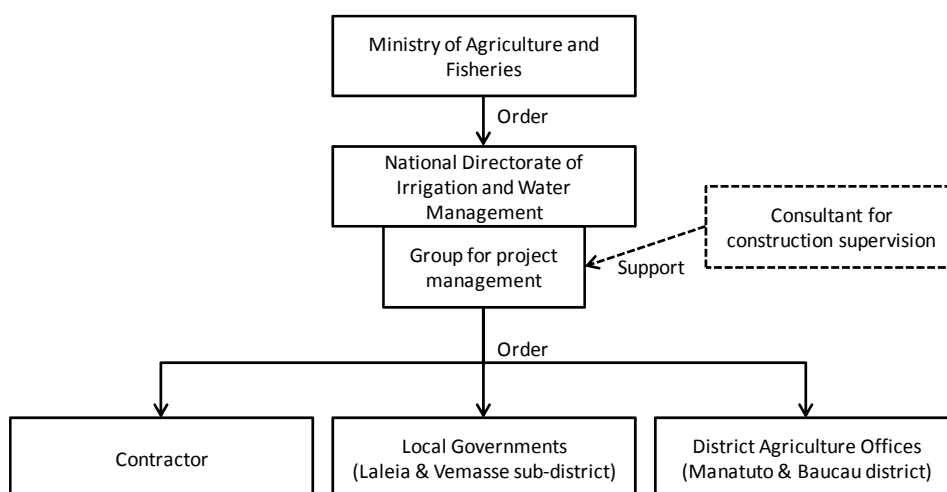 Ministry of Agriculture and
Fisheries
Order
National Directorate of
Irrigation and Water
Management
Group for project
management
Support
Consultant for
construction supervision
Order
Contractor
Local Governments
(Laleia & Vemasse sub-district)
District Agriculture Offices
(Manatuto & Baucau district)